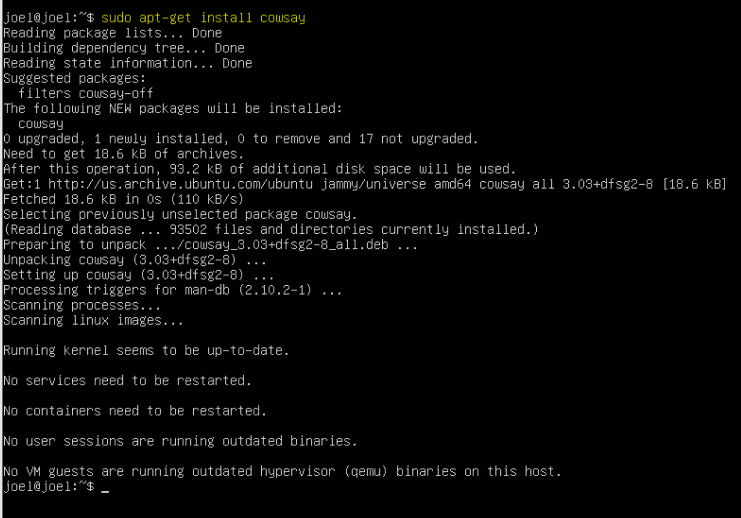 joel@joel:~$ sudo apt-get install cowsay
Reading package lists... Done
Building dependency tree... Done
Reading state information... Done
Suggested packages:
  filters cowsay-off
The following NEW packages will be installed:
  cowsay
0 upgraded, 1 newly installed, 0 to remove and 17 not upgraded.
Need to get 18.6 kB of archives.
After this operation, 93.2 kB of additional disk space will be used.
Get:1 http://us.archive.ubuntu.com/ubuntu jammy/universe amd64 cowsay all 3.03+dfsg2-8 [18.6 kB]
Fetched 18.6 kB in 0s (110 kB/s)
Selecting previously unselected package cowsay.
(Reading database ... 93502 files and directories currently installed.)
Preparing to unpack .../cowsay_3.03+dfsg2-8_all.deb ...
Unpacking cowsay (3.03+dfsg2-8) ...
Setting up cowsay (3.03+dfsg2-8) ...
Processing triggers for man-db (2.10.2-1) ...
Scanning processes...
Scanning linux images...

Running kernel seems to be up-to-date.

No services need to be restarted.

No containers need to be restarted.

No user sessions are running outdated binaries.

No VM guests are running outdated hypervisor (qemu) binaries on this host.
joel@joel:~$ _